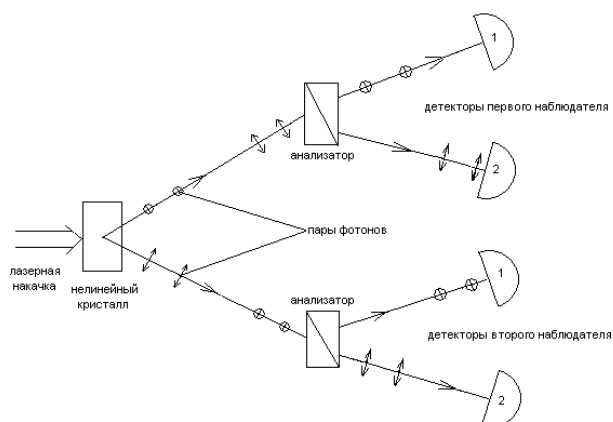 1
детекторы первого наблюдателя
анализатор
2
пары фотонов
лазерная
накачка
нелинейный
кристалл
анализатор
1
детекторы второго наблюдателя
2